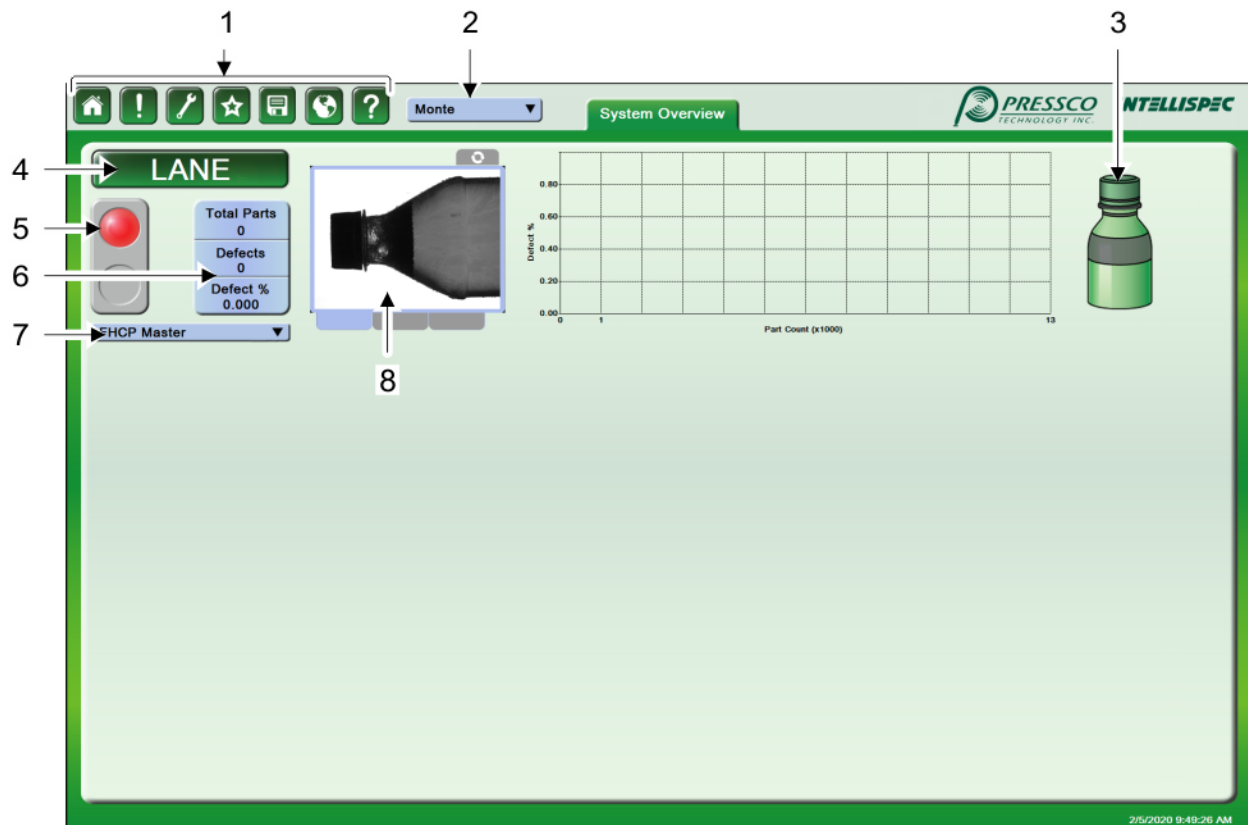 1
2
3
Monte
System Overview
PRESSCO
TECHNOLOGY INC.
NTELLISPEC
4
LANE
5
Total Parts
0
Defects
0
Defect %
0.000
6
7
FHCP Master
8
Defect %
0.80
0.60
0.40
0.20
0.00
0
1
13
Part Count (x1000)
2/5/2020 9:49:26 AM